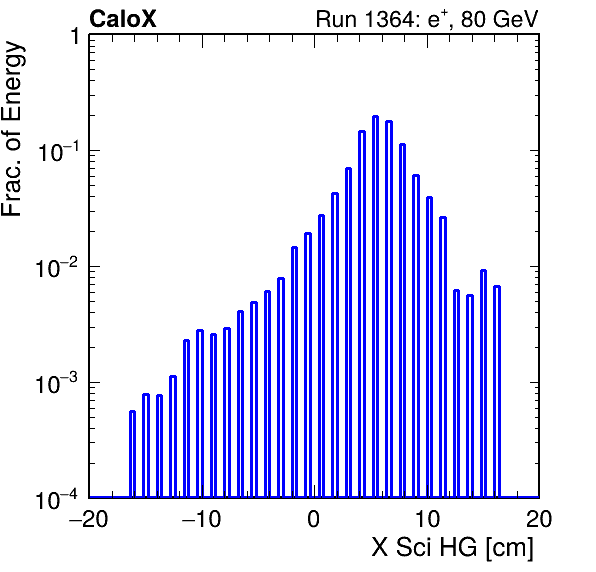 CaloX
Run 1364: e⁺, 80 GeV
Frac. of Energy
1
10⁻¹
10⁻²
10⁻³
10⁻⁴
−20
−10
0
10
20
X Sci HG [cm]